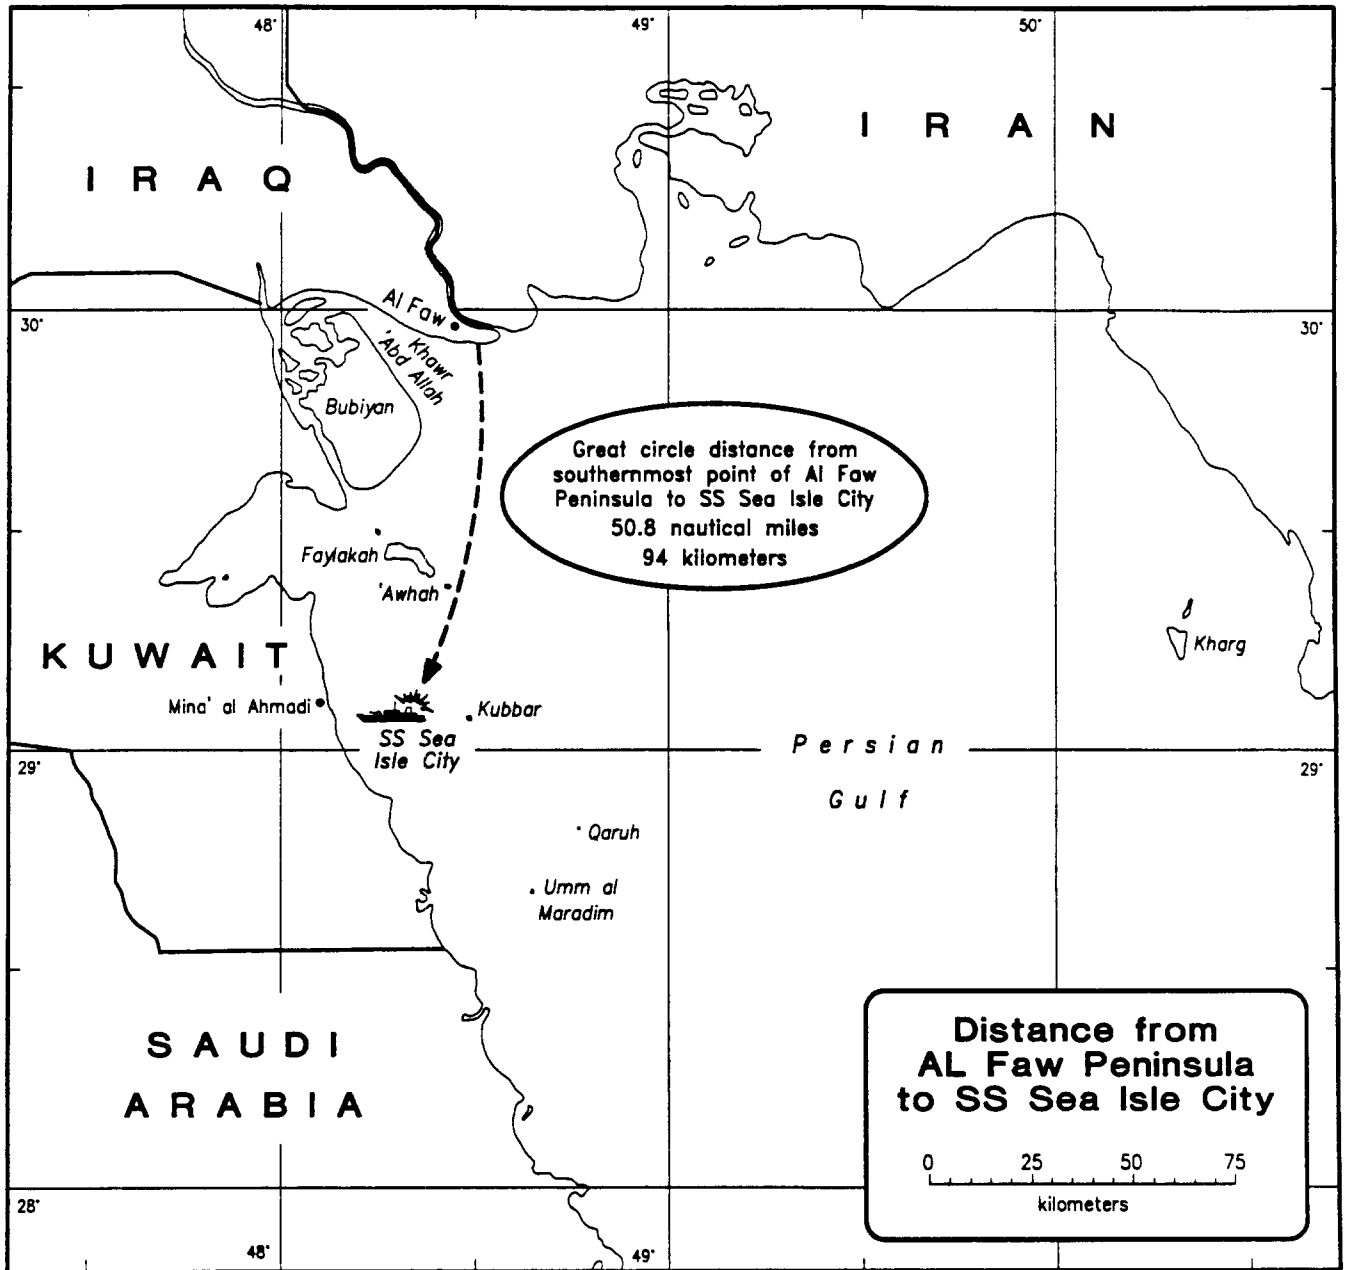 48°
49°
50°
I R A N
I R A Q
Al Faw
30°
30°
Khawr
'Abd Allah
Bubiyan
Great circle distance from
southernmost point of Al Faw
Peninsula to SS Sea Isle City
50.8 nautical miles
94 kilometers
Faylakah
'Awhah
Kharg
K U W A I T
Mina' al Ahmadi
Kubbar
SS Sea
Isle City
Persian
Gulf
29°
29°
Qaruh
Umm al
Maradim
SAUDI
ARABIA
Distance from
AL Faw Peninsula
to SS Sea Isle City
0 25 50 75
kilometers
28°
48°
49°